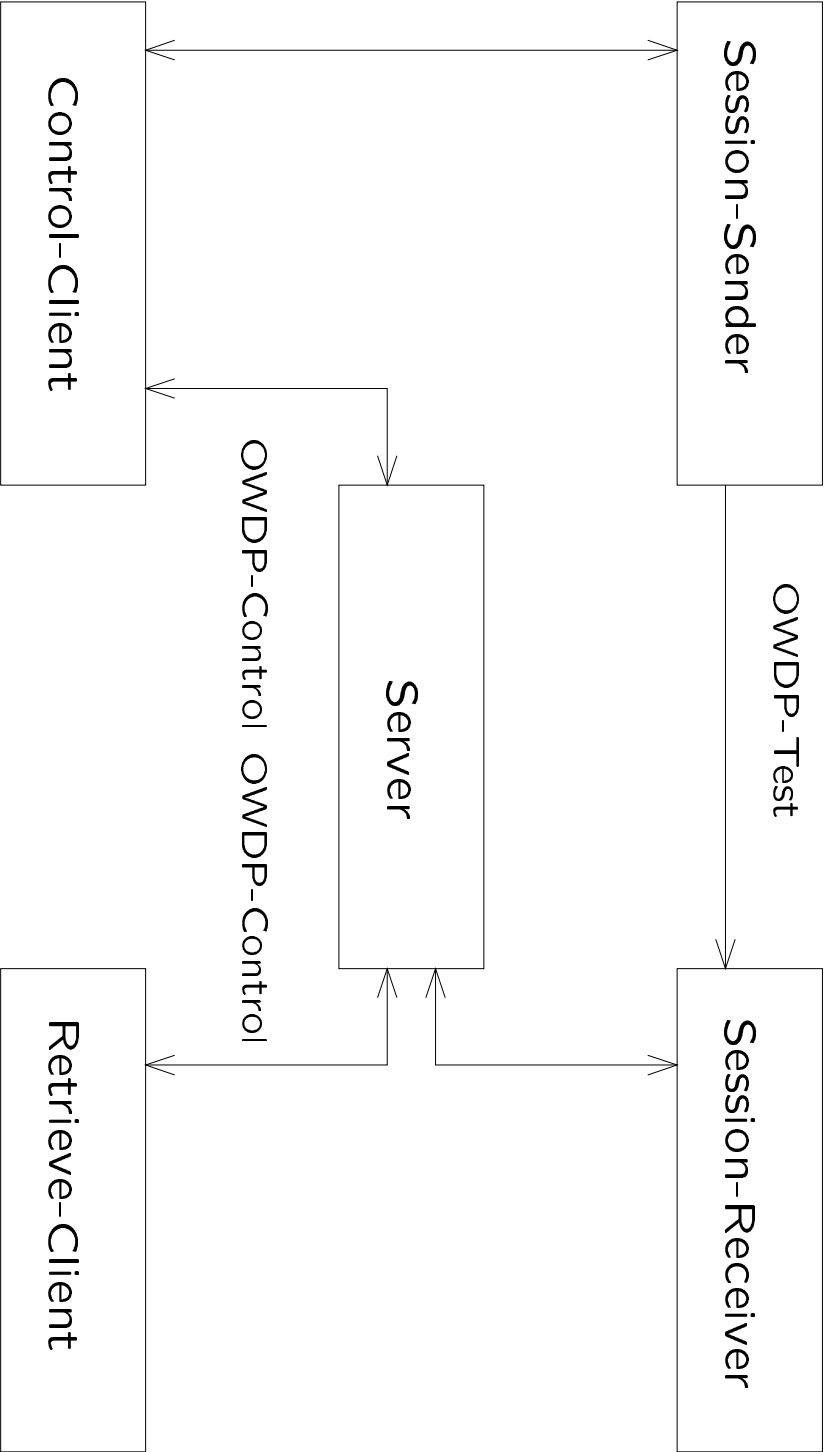 Session-Sender
OWDP-Test
Session-Receiver
Server
OWDP-Control OWDP-Control
Control-Client
Retrieve-Client